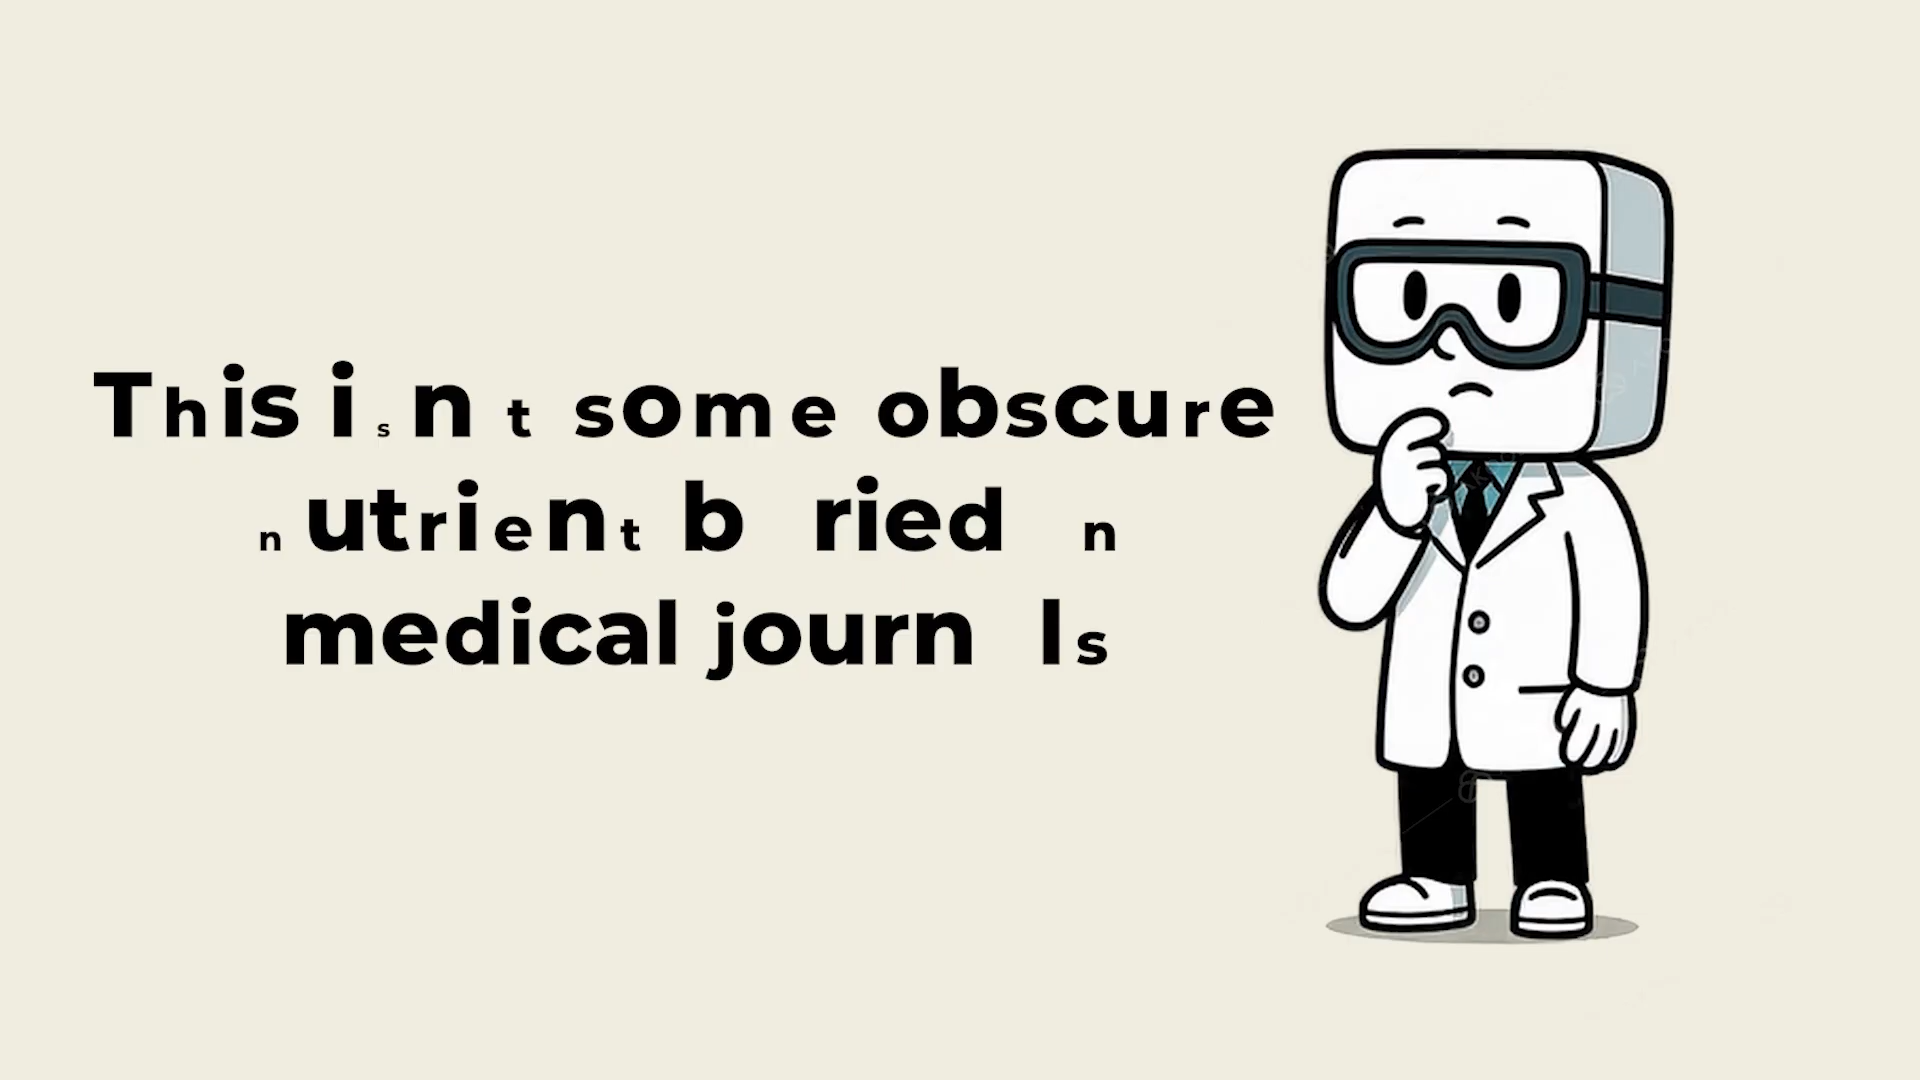 This isn t some obscure
nutrient b ried n
medical journ ls